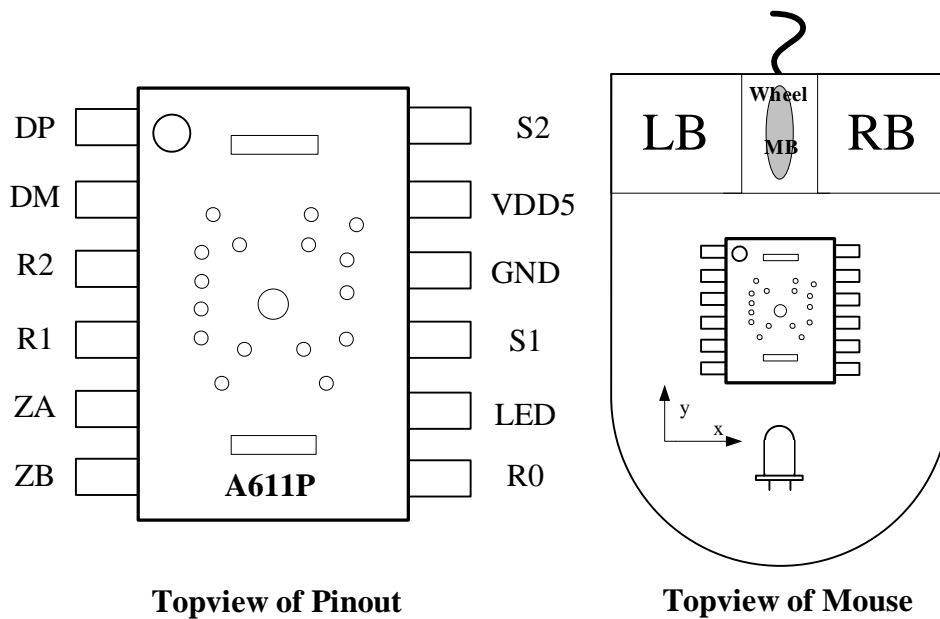 DP
DM
R2
R1
ZA
ZB
S2
VDD5
GND
S1
LED
R0
A611P
Topview of Pinout
LB
Wheel
MB
RB
y
x
Topview of Mouse